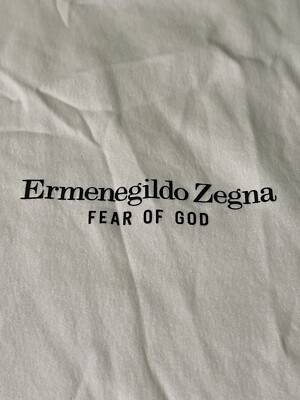 Ermenegildo Zegna
FEAR OF GOD